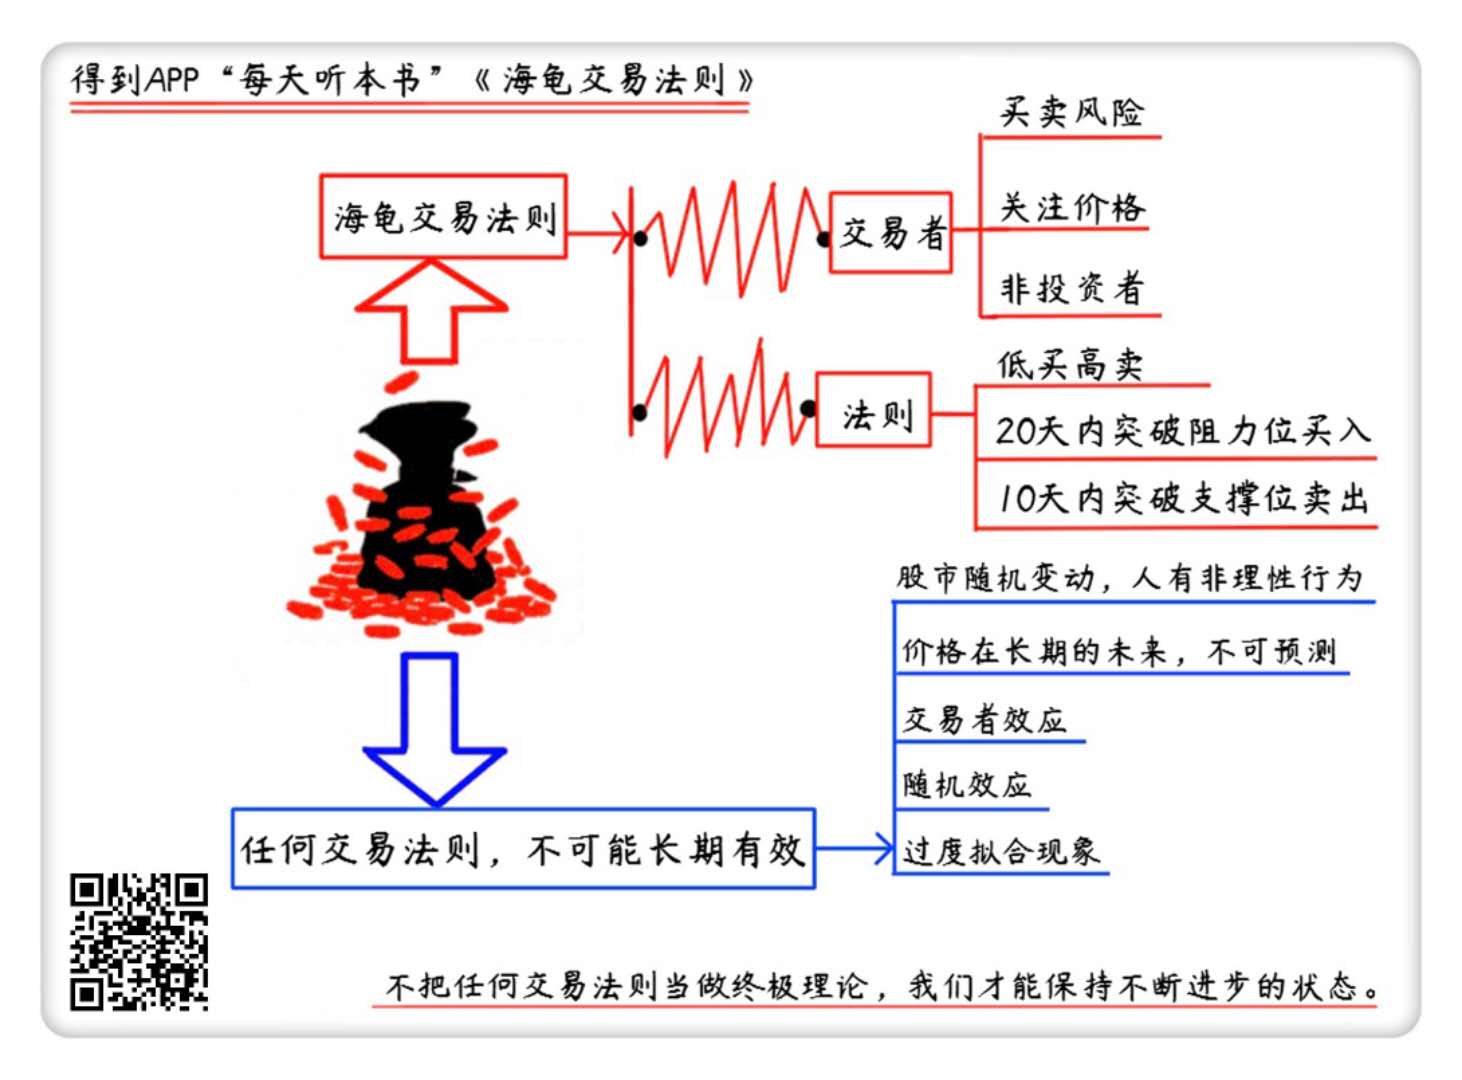 得到APP“每天听本书”《海龟交易法则》
海龟交易法则
交易者
买卖风险
关注价格
非投资者
法则
低买高卖
20天内突破阻力位买入
10天内突破支撑位卖出
任何交易法则，不可能长期有效
股市随机变动，人有非理性行为
价格在长期的未来，不可预测
交易者效应
随机效应
过度拟合现象
不把任何交易法则当做终极理论，我们才能保持不断进步的状态。